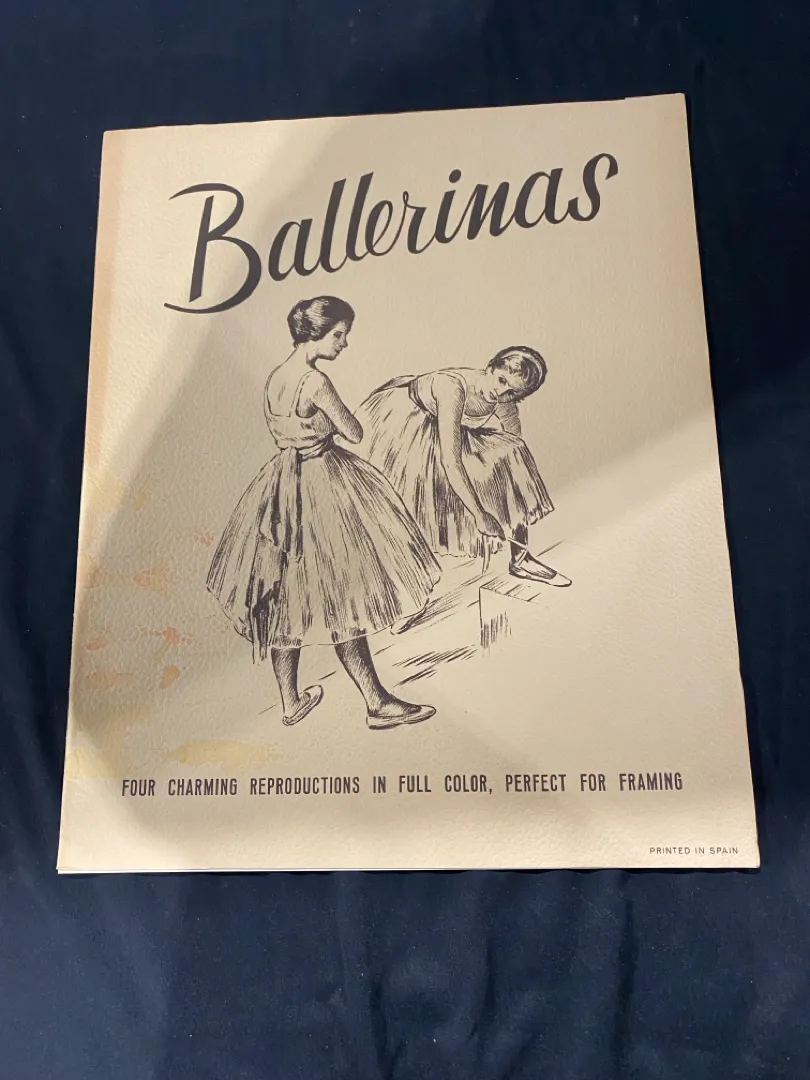 Ballerinas
FOUR CHARMING REPRODUCTIONS IN FULL COLOR, PERFECT FOR FRAMING
PRINTED IN SPAIN